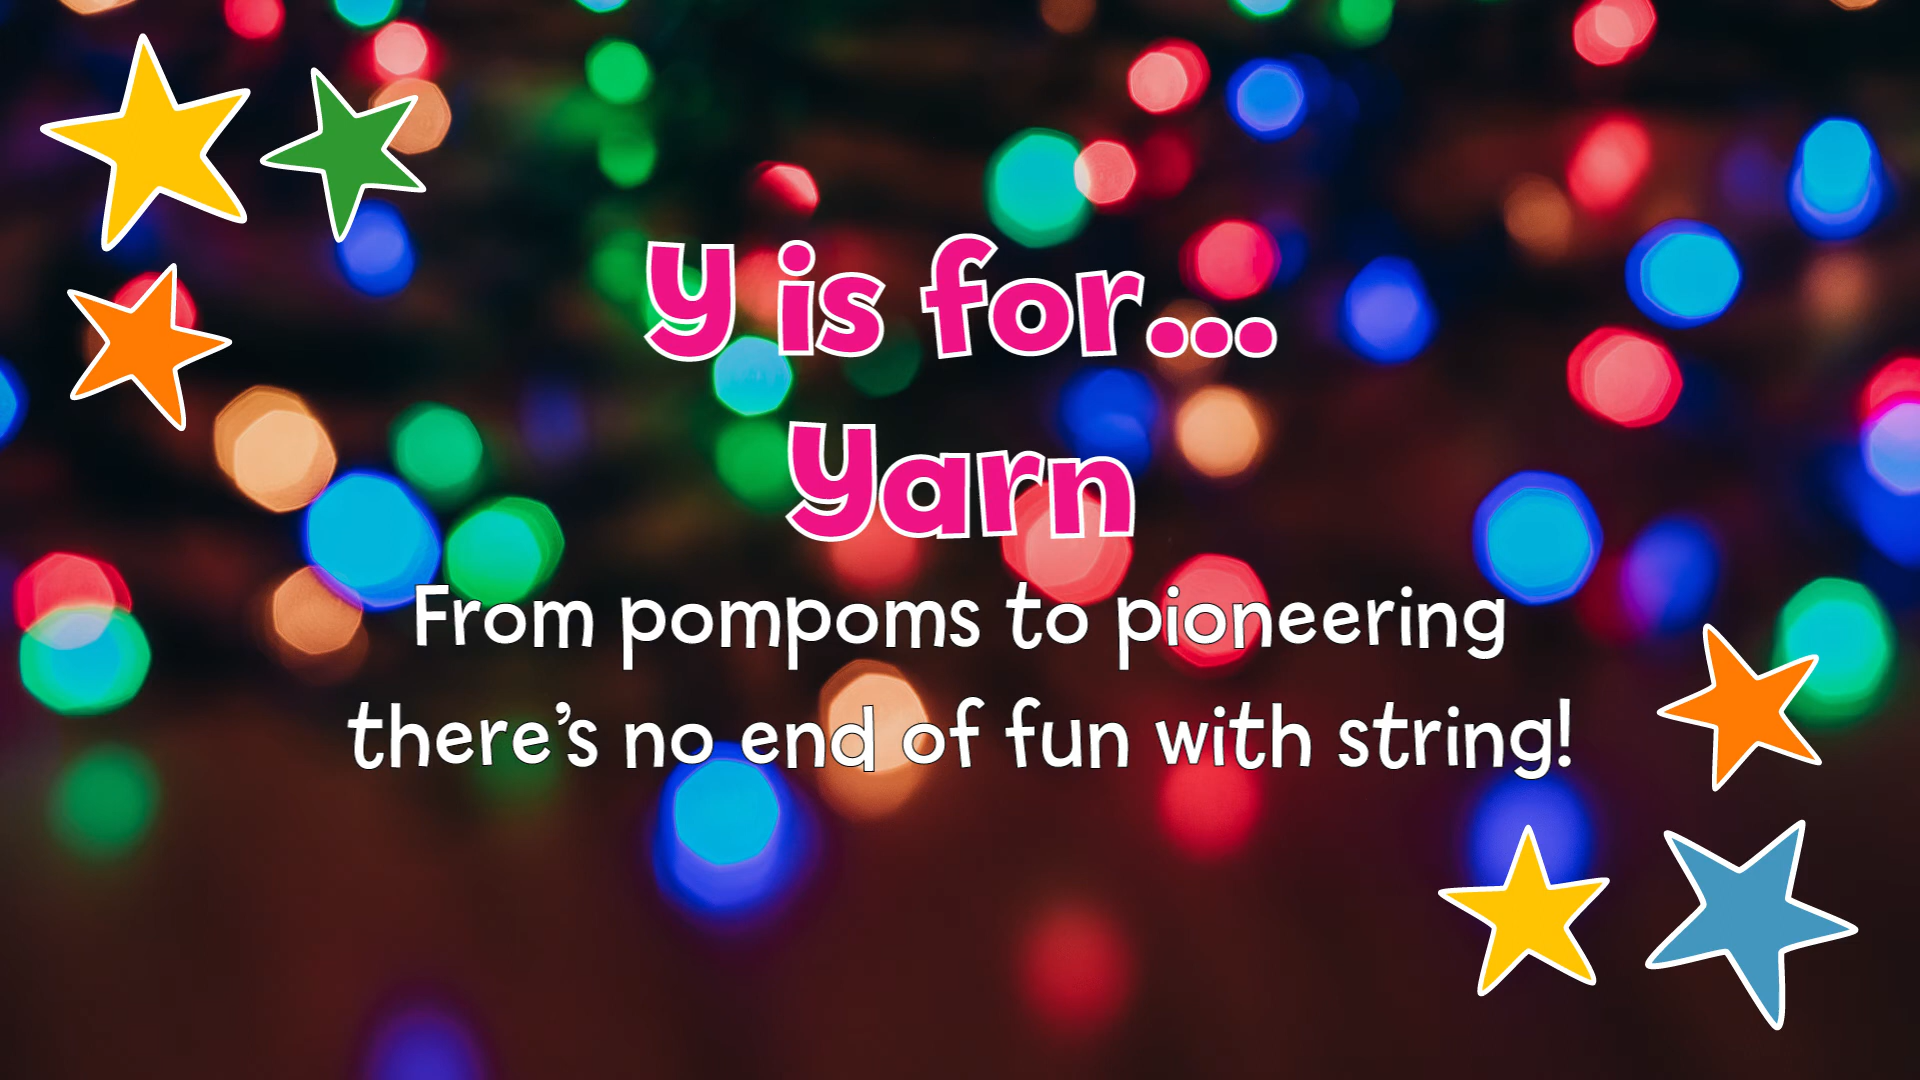 Y is for...
Yarn
From pompoms to pioneering
there's no end of fun with string!